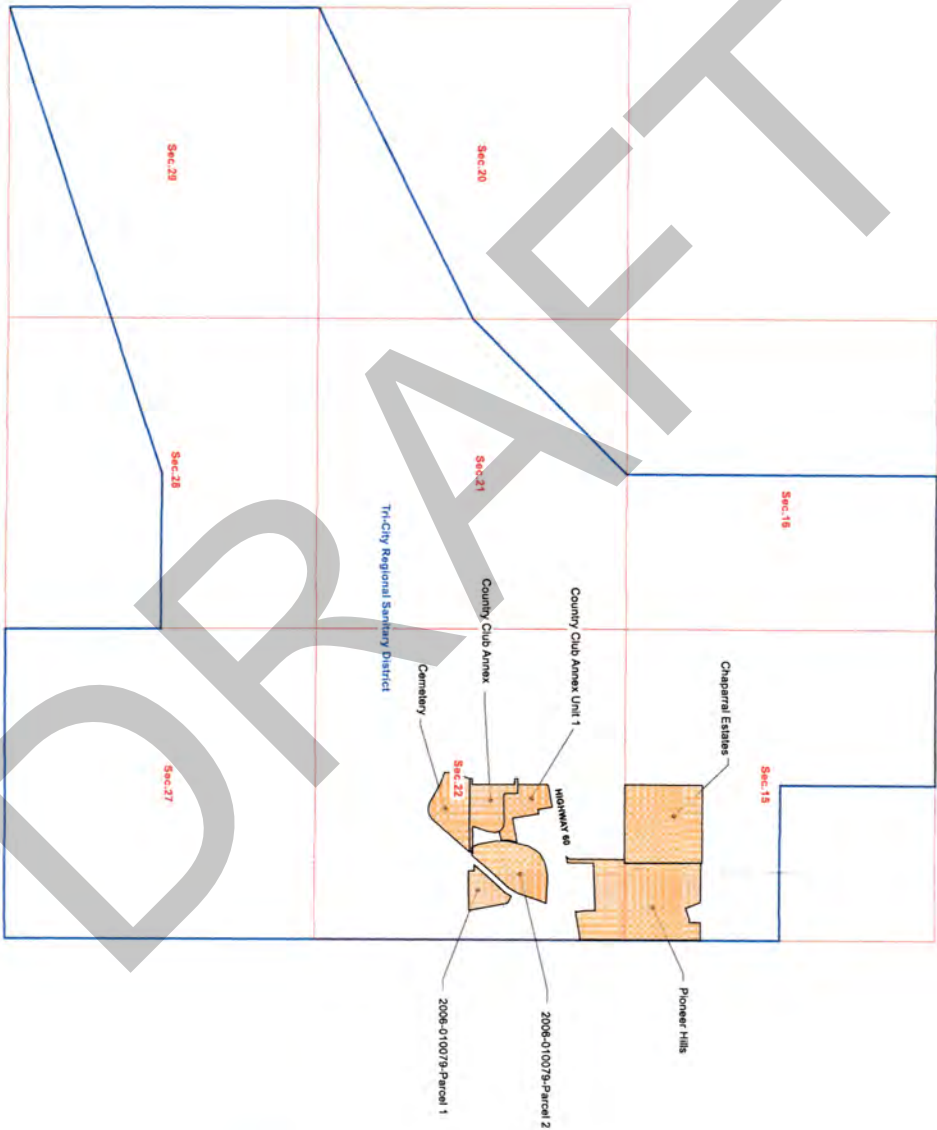 Sec.16
Sec.15
Chaparral Estates
Pioneer Hills
Country Club Annex Unit 1
HIGHWAY 60
2006-010079-Parcel 2
Country Club Annex
Sec.20
Sec.21
Sec.22
2006-010079-Parcel 1
Cemetery
Tri-City Regional Sanitary District
Sec.29
Sec.28
Sec.27
DRAFT